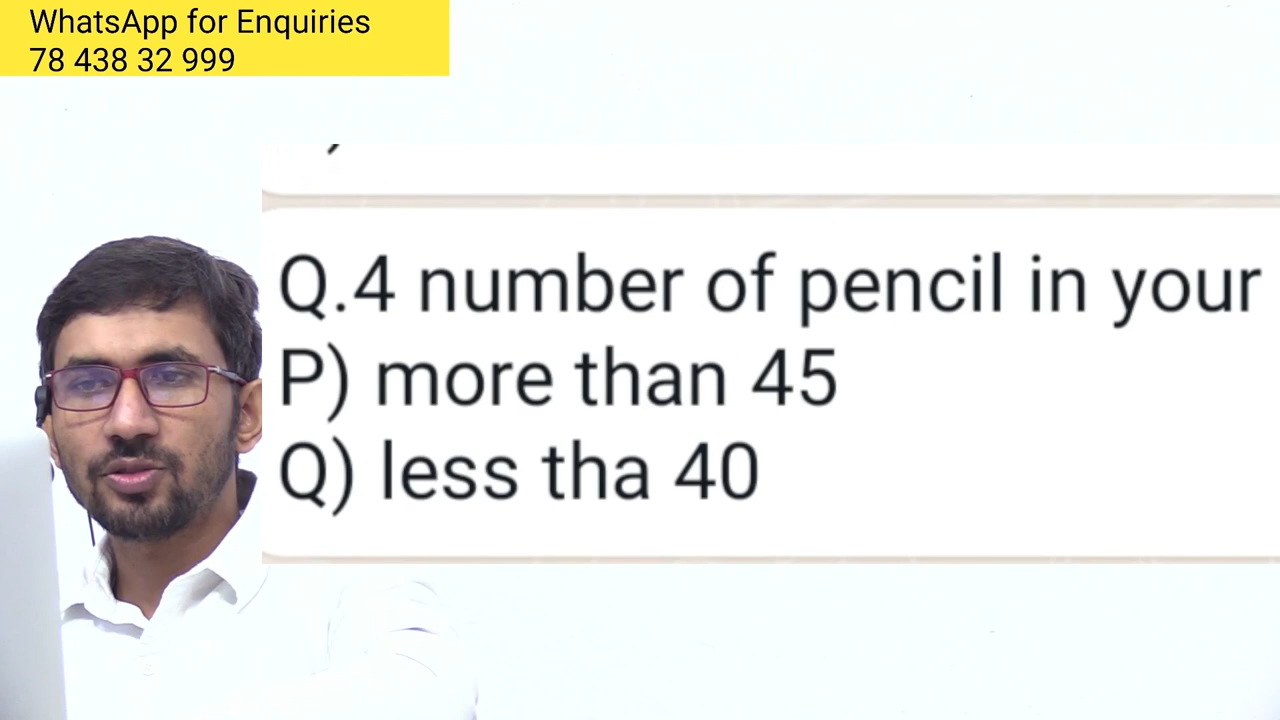 WhatsApp for Enquiries
78 438 32 999
Q.4 number of pencil in your
P) more than 45
Q) less tha 40